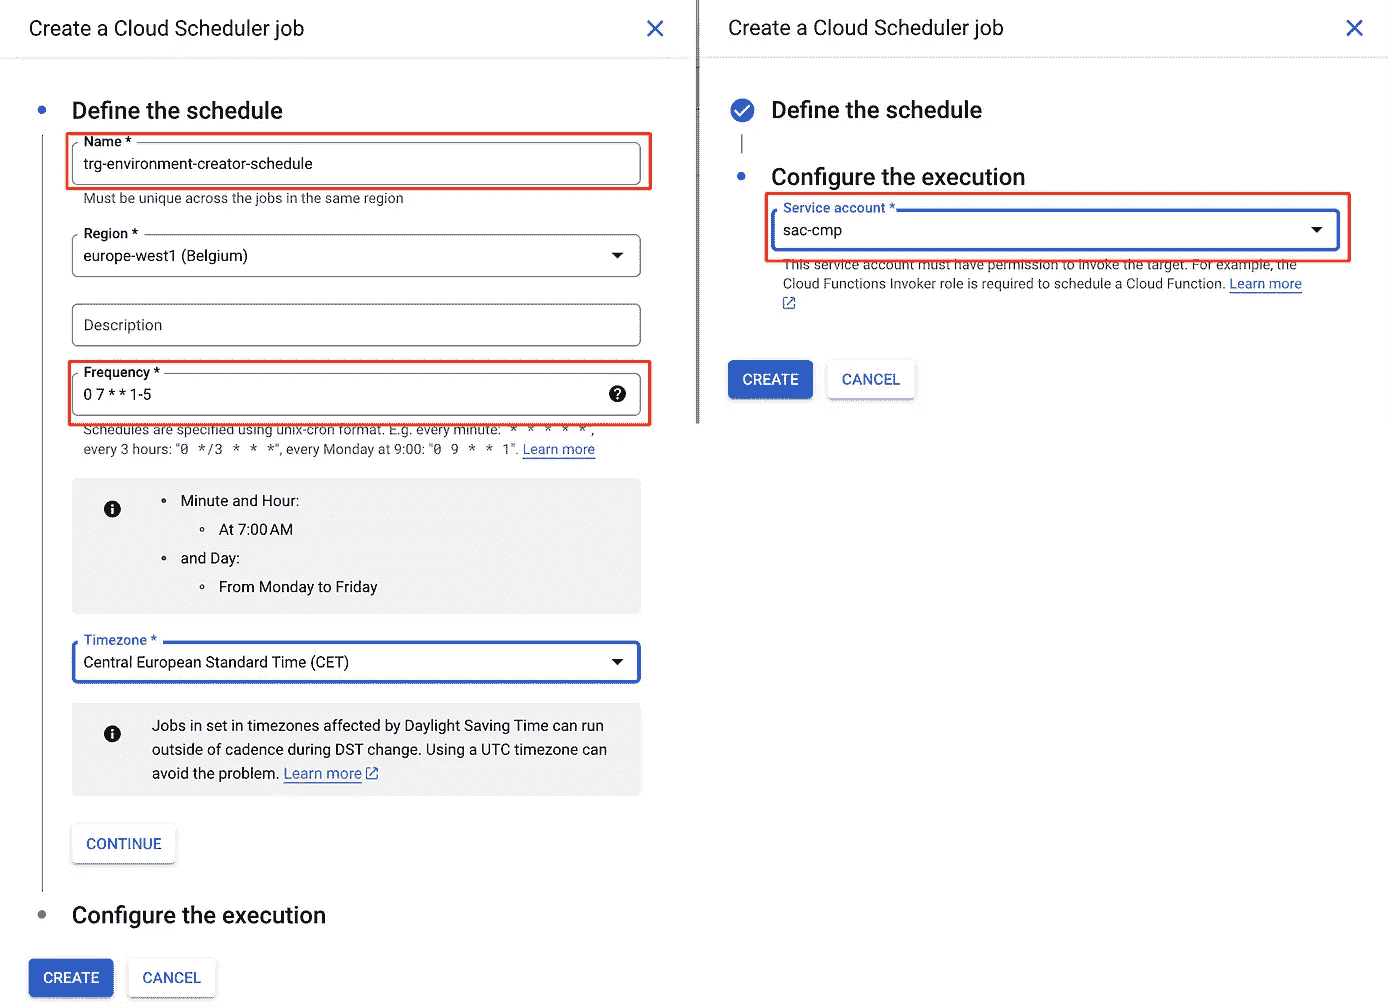 Create a Cloud Scheduler job
Define the schedule
Name *
trg-environment-creator-schedule
Must be unique across the jobs in the same region
Region *
europe-west1 (Belgium)
Description
Frequency *
0 7 * * 1-5
Schedules are specified using unix-cron format. E.g. every minute: "* * * * *",
every 3 hours: "0 */3 * * *", every Monday at 9:00: "0 9 * * 1". Learn more
Minute and Hour:
At 7:00 AM
and Day:
From Monday to Friday
Timezone *
Central European Standard Time (CET)
Jobs in set in timezones affected by Daylight Saving Time can run
outside of cadence during DST change. Using a UTC timezone can
avoid the problem. Learn more
CONTINUE
Configure the execution
CREATE CANCEL
Create a Cloud Scheduler job
Define the schedule
Configure the execution
Service account *
sac-cmp
This service account must have permission to invoke the target. For example, the
Cloud Functions Invoker role is required to schedule a Cloud Function. Learn more
CREATE CANCEL